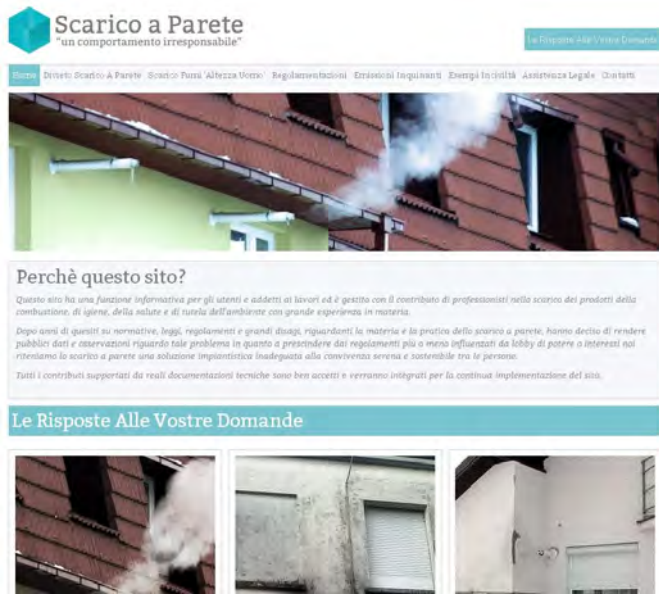 Scarico a Parete
"un comportamento irresponsabile"
Le Risposte Alle Vostre Domande
Home Divieto Scarico A Parete Scarico Fumi 'Altezza Uomo' Regolamentazioni Emissioni Inquinanti Esempi Inciviltà Assistenza Legale Contatti
Perchè questo sito?
Questo sito ha una funzione informativa per gli utenti e addetti ai lavori ed è gestito con il contributo di professionisti nello scarico dei prodotti della
combustione, di igiene, della salute e di tutela dell'ambiente con grande esperienza in materia.
Dopo anni di quesiti su normative, leggi, regolamenti e grandi disagi, riguardanti la materia e la pratica dello scarico a parete, hanno deciso di rendere
pubblici dati e osservazioni riguardo tale problema in quanto a prescindere dai regolamenti più o meno influenzati da lobby di potere o interessi noi
riteniamo lo scarico a parete una soluzione impiantistica inadeguata alla convivenza serena e sostenibile tra le persone.
Tutti i contributi supportati da reali documentazioni tecniche sono ben accetti e verranno integrati per la continua implementazione del sito.
Le Risposte Alle Vostre Domande